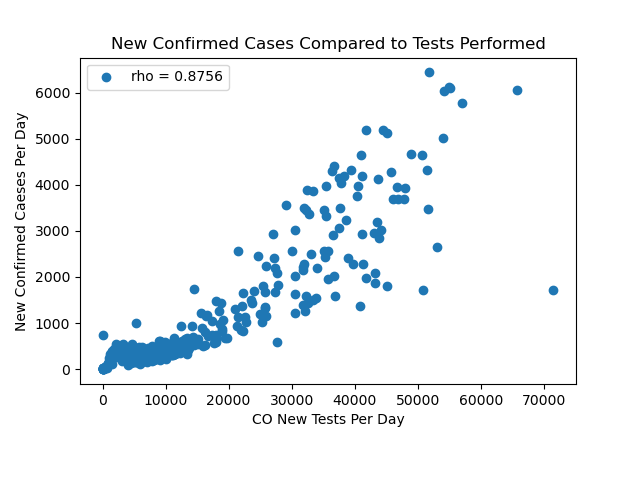 New Confirmed Cases Compared to Tests Performed
rho = 0.8756
6000
5000
4000
3000
2000
1000
0
New Confirmed Caeses Per Day
0 10000 20000 30000 40000 50000 60000 70000
CO New Tests Per Day